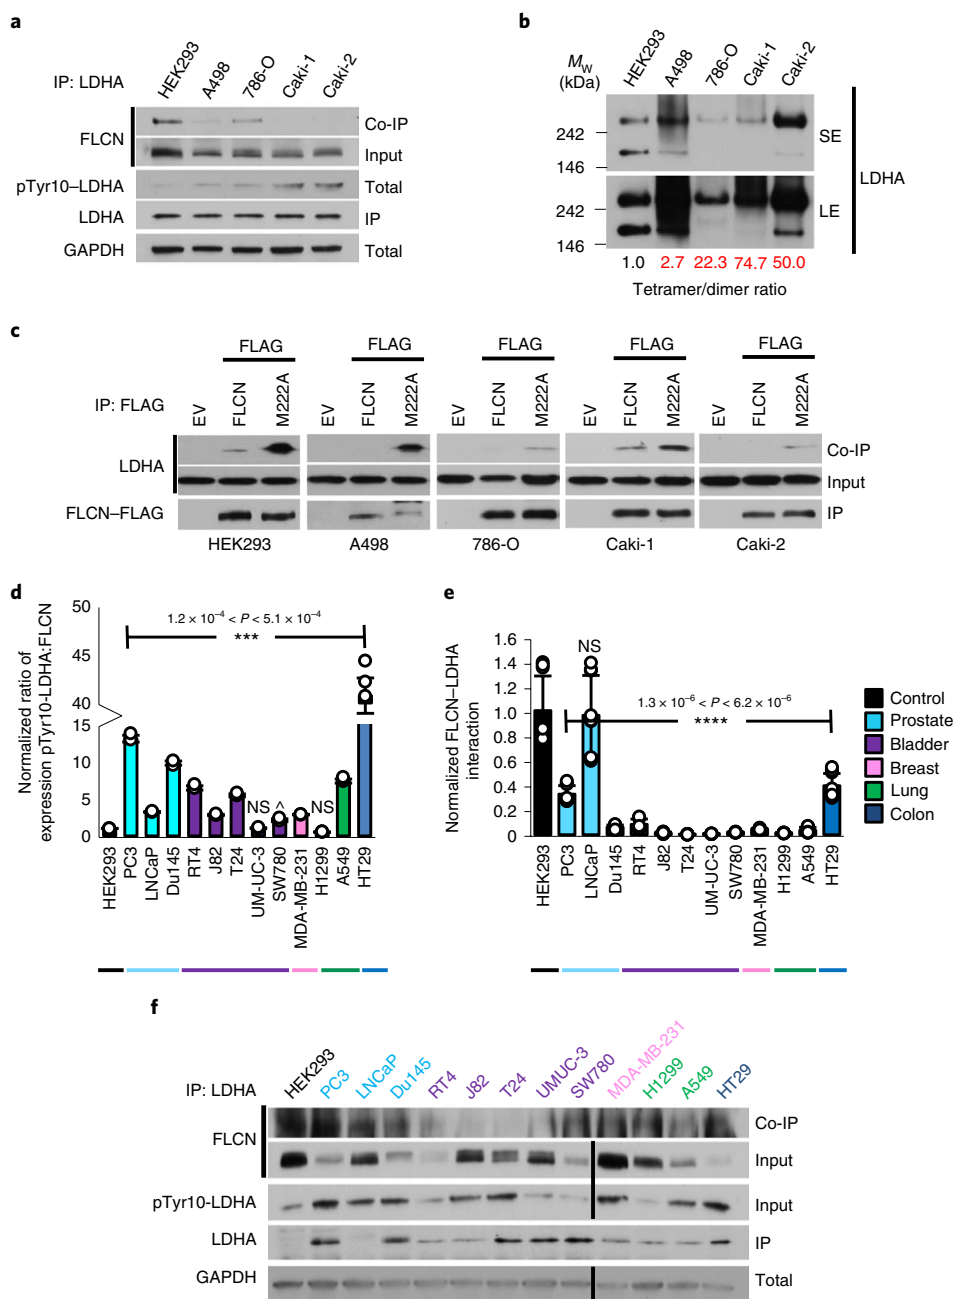 a
IP: LDHA
HEK293 A498 786-O Caki-1 Caki-2
FLCN
Co-IP
Input
pTyr10–LDHA Total
LDHA IP
GAPDH Total
b
HEK293 A498 786-O Caki-1 Caki-2
MW
(kDa)
242
146
SE
242
146
LE
LDHA
1.0 2.7 22.3 74.7 50.0
Tetramer/dimer ratio
c
FLAG FLAG FLAG FLAG FLAG
IP: FLAG
EV FLCN M222A EV FLCN M222A EV FLCN M222A EV FLCN M222A EV FLCN M222A
LDHA
Co-IP
Input
FLCN–FLAG IP
HEK293 A498 786-O Caki-1 Caki-2
d
Normalized ratio of
expression pTyr10-LDHA:FLCN
50
45
40
15
10
5
0
1.2 × 10⁻⁴ < P < 5.1 × 10⁻⁴
***
NS ^ NS
HEK293 PC3 LNCaP Du145 RT4 J82 T24 UM-UC-3 SW780 MDA-MB-231 H1299 A549 HT29
e
Normalized FLCN–LDHA
interaction
1.6
1.4
1.2
1.0
0.8
0.6
0.4
0.2
0
NS
1.3 × 10⁻⁶ < P < 6.2 × 10⁻⁶
****
HEK293 PC3 LNCaP Du145 RT4 J82 T24 UM-UC-3 SW780 MDA-MB-231 H1299 A549 HT29
Control
Prostate
Bladder
Breast
Lung
Colon
f
IP: LDHA
HEK293 PC3 LNCaP Du145 RT4 J82 T24 UMUC-3 SW780 MDA-MB-231 H1299 A549 HT29
FLCN
Co-IP
Input
pTyr10-LDHA Input
LDHA IP
GAPDH Total